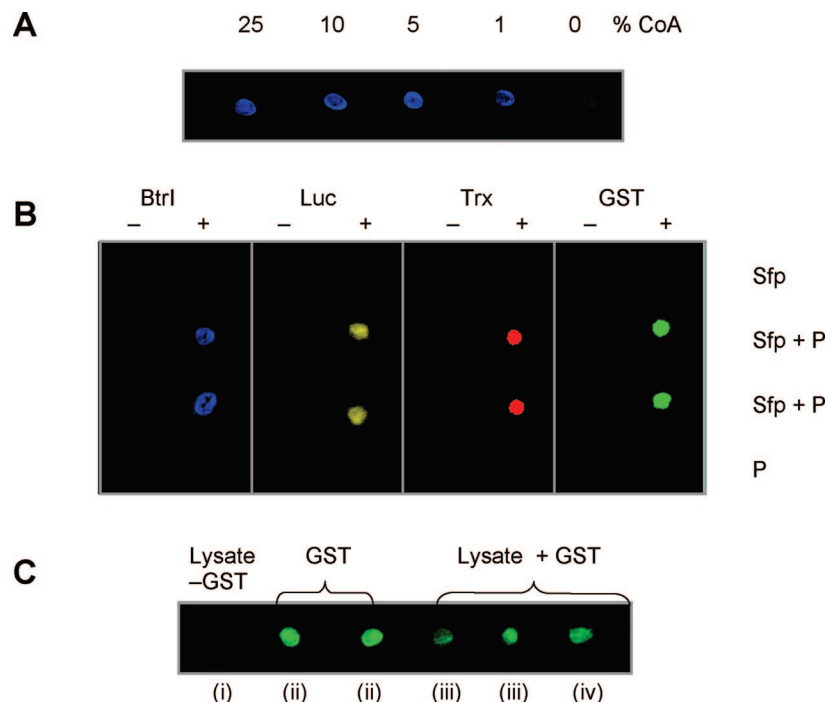 A
25 10 5 1 0 % CoA
B
BtrI Luc Trx GST
– + – + – + – +
Sfp
Sfp + P
Sfp + P
P
C
Lysate –GST
GST
Lysate + GST
(i) (ii) (ii) (iii) (iii) (iv)